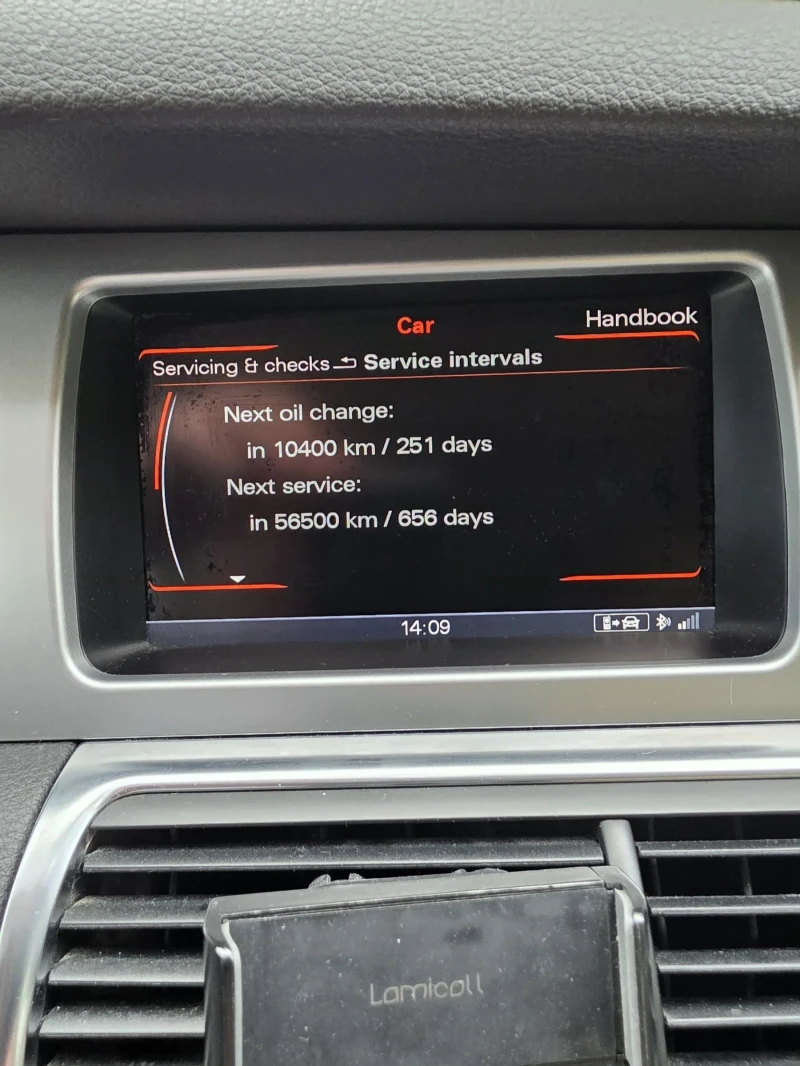 Car
Handbook
Servicing & checks Service intervals
Next oil change:
in 10400 km / 251 days
Next service:
in 56500 km / 656 days
14:09
Lamicall